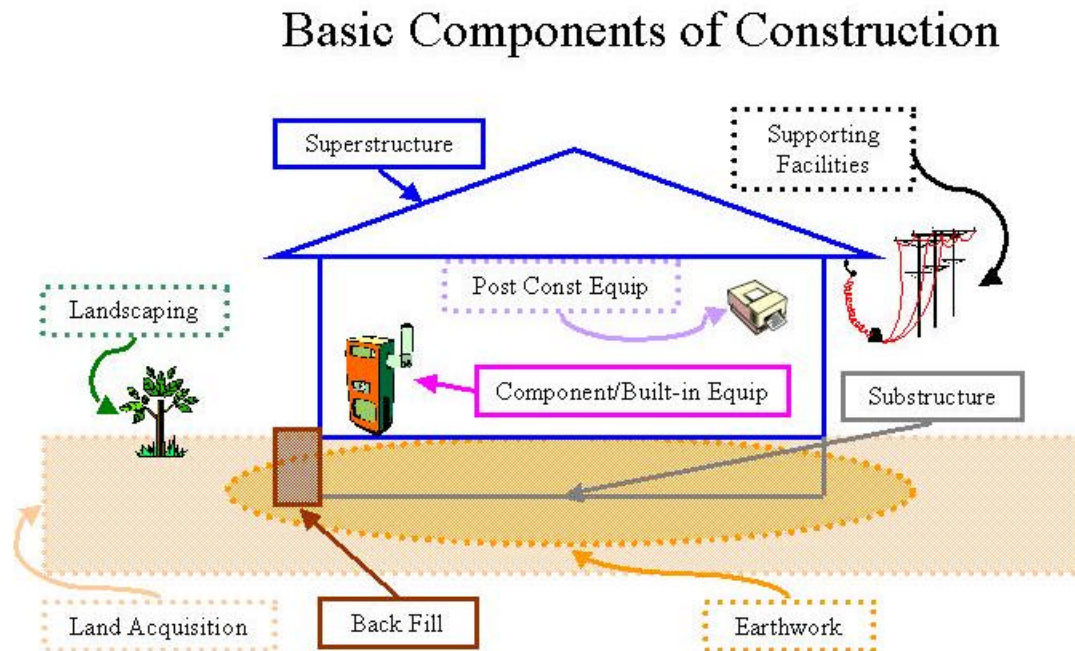 Basic Components of Construction
Superstructure
Supporting
Facilities
Post Const Equip
Landscaping
Component/Built-in Equip
Substructure
Land Acquisition
Back Fill
Earthwork